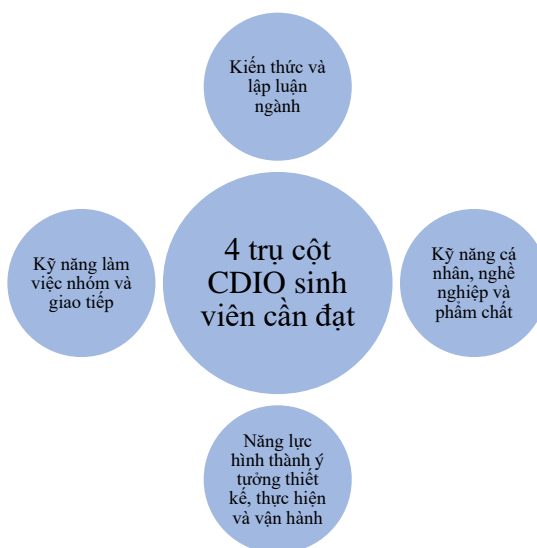 Kiến thức và
lập luận
ngành
Kỹ năng làm
việc nhóm và
giao tiếp
4 trụ cột
CDIO sinh
viên cần đạt
Kỹ năng cá
nhân, nghề
nghiệp và
phẩm chất
Năng lực
hình thành ý
tưởng thiết
kế, thực hiện
và vận hành